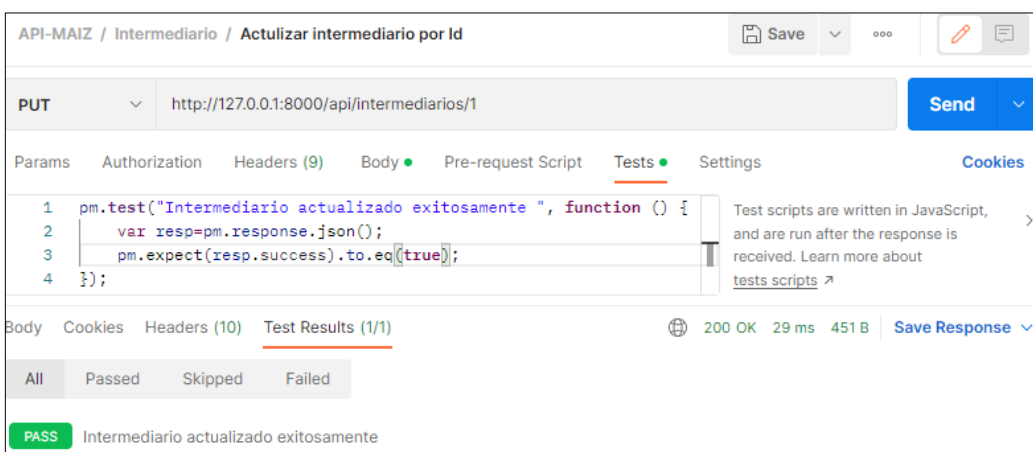 API-MAIZ / Intermediario / Actulizar intermediario por Id Save ooo
PUT http://127.0.0.1:8000/api/intermediarios/1 Send
Params Authorization Headers (9) Body Pre-request Script Tests Settings Cookies
1 pm.test("Intermediario actualizado exitosamente ", function () {
2 var resp=pm.response.json();
3 pm.expect(resp.success).to.eq(true);
4 });
Test scripts are written in JavaScript,
and are run after the response is
received. Learn more about
tests scripts ↗
Body Cookies Headers (10) Test Results (1/1) 200 OK 29 ms 451 B Save Response
All Passed Skipped Failed
PASS Intermediario actualizado exitosamente